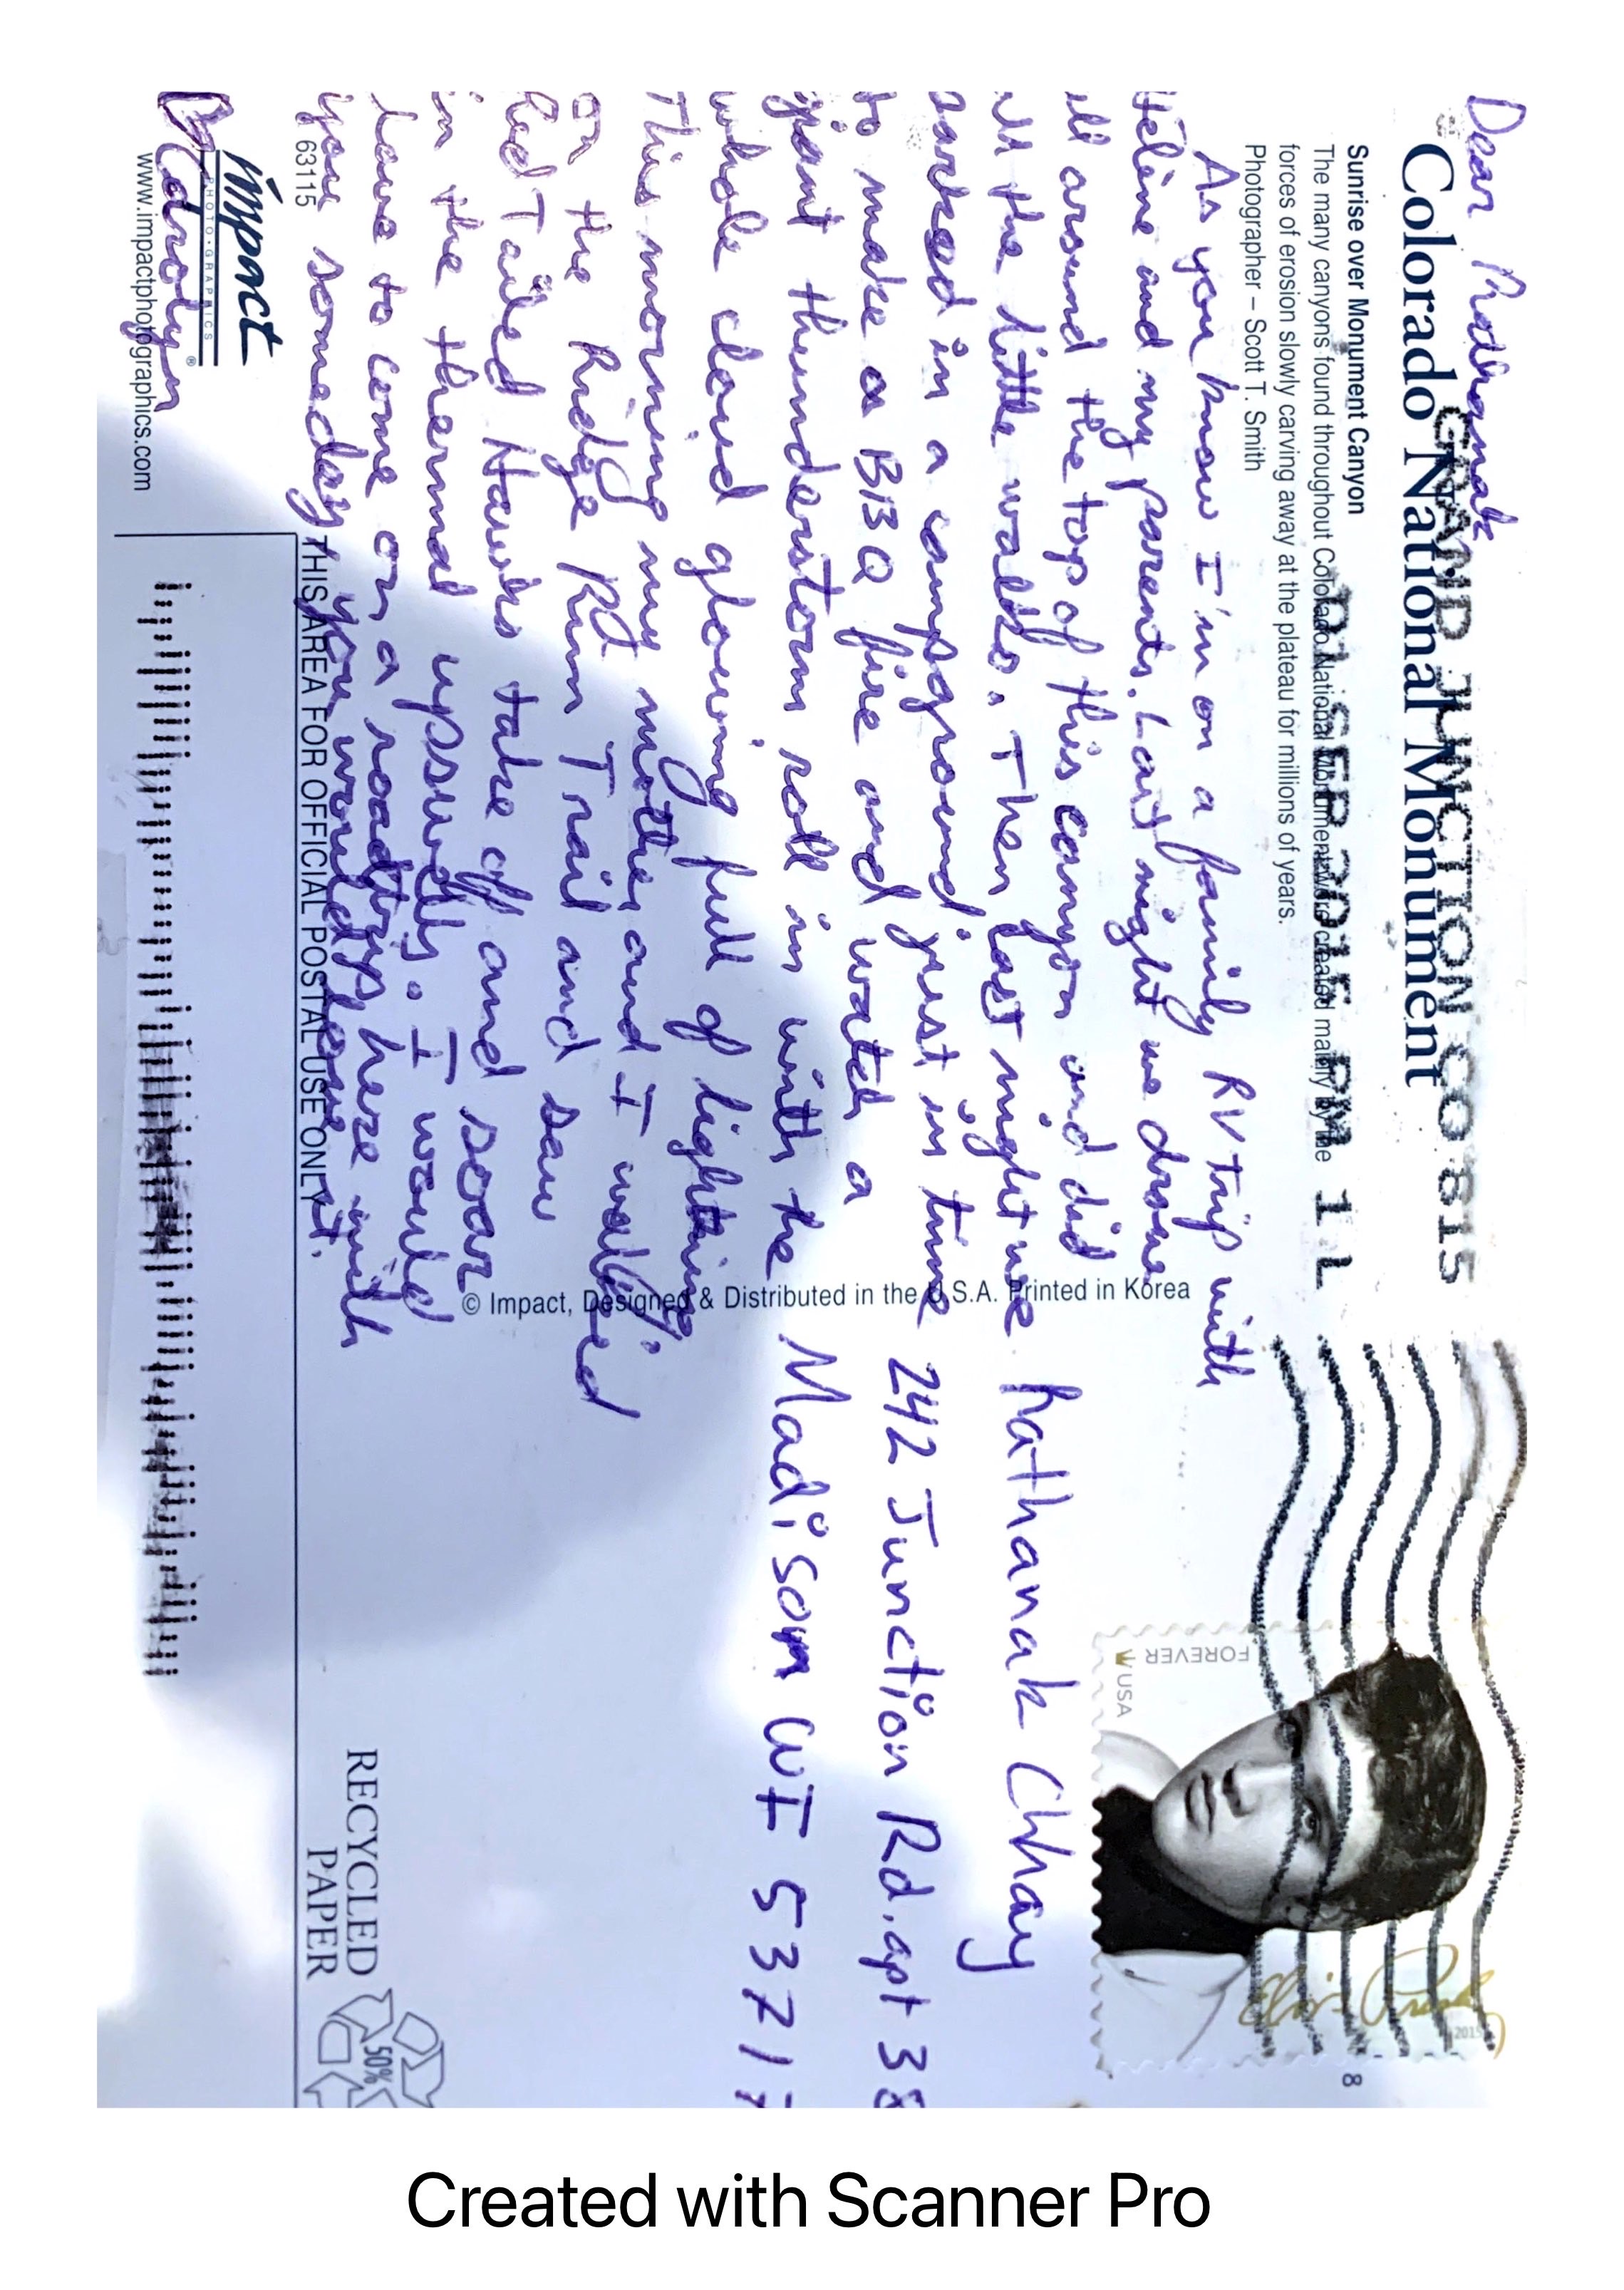 Dear Rathanak
Colorado National Monument
GRAND JUNCTION CO 815
01 SEP 2015 PM 1 L
Sunrise over Monument Canyon
The many canyons found throughout Colorado National Monument were created mainly by the
forces of erosion slowly carving away at the plateau for millions of years.
Photographer – Scott T. Smith
As you know I'm on a family RV trip with
and my parents. Last night we drove
all around the top of this canyon and did
all the little walks. Then last night we
parked in a campground just in time
to make a BBQ fire and watch a
giant thunderstorm roll in with the
whole cloud glowing full of lightning.
This morning my mother and I walked
on the Ridge Rim Trail and saw
Red Tailed Hawks take off and soar
in the thermal upswells. I would
love to come on a roadtrip here with
you someday, you would love it.
Carolyn
63115
impact
PHOTO·GRAPHICS®
www.impactphotographics.com
THIS AREA FOR OFFICIAL POSTAL USE ONLY
© Impact, Designed & Distributed in the U.S.A. Printed in Korea
FOREVER
USA
Elvis Presley
2015
8
Rathanak Chhay
242 Junction Rd. apt 38
Madison WI 5371
RECYCLED
PAPER
50%
Created with Scanner Pro